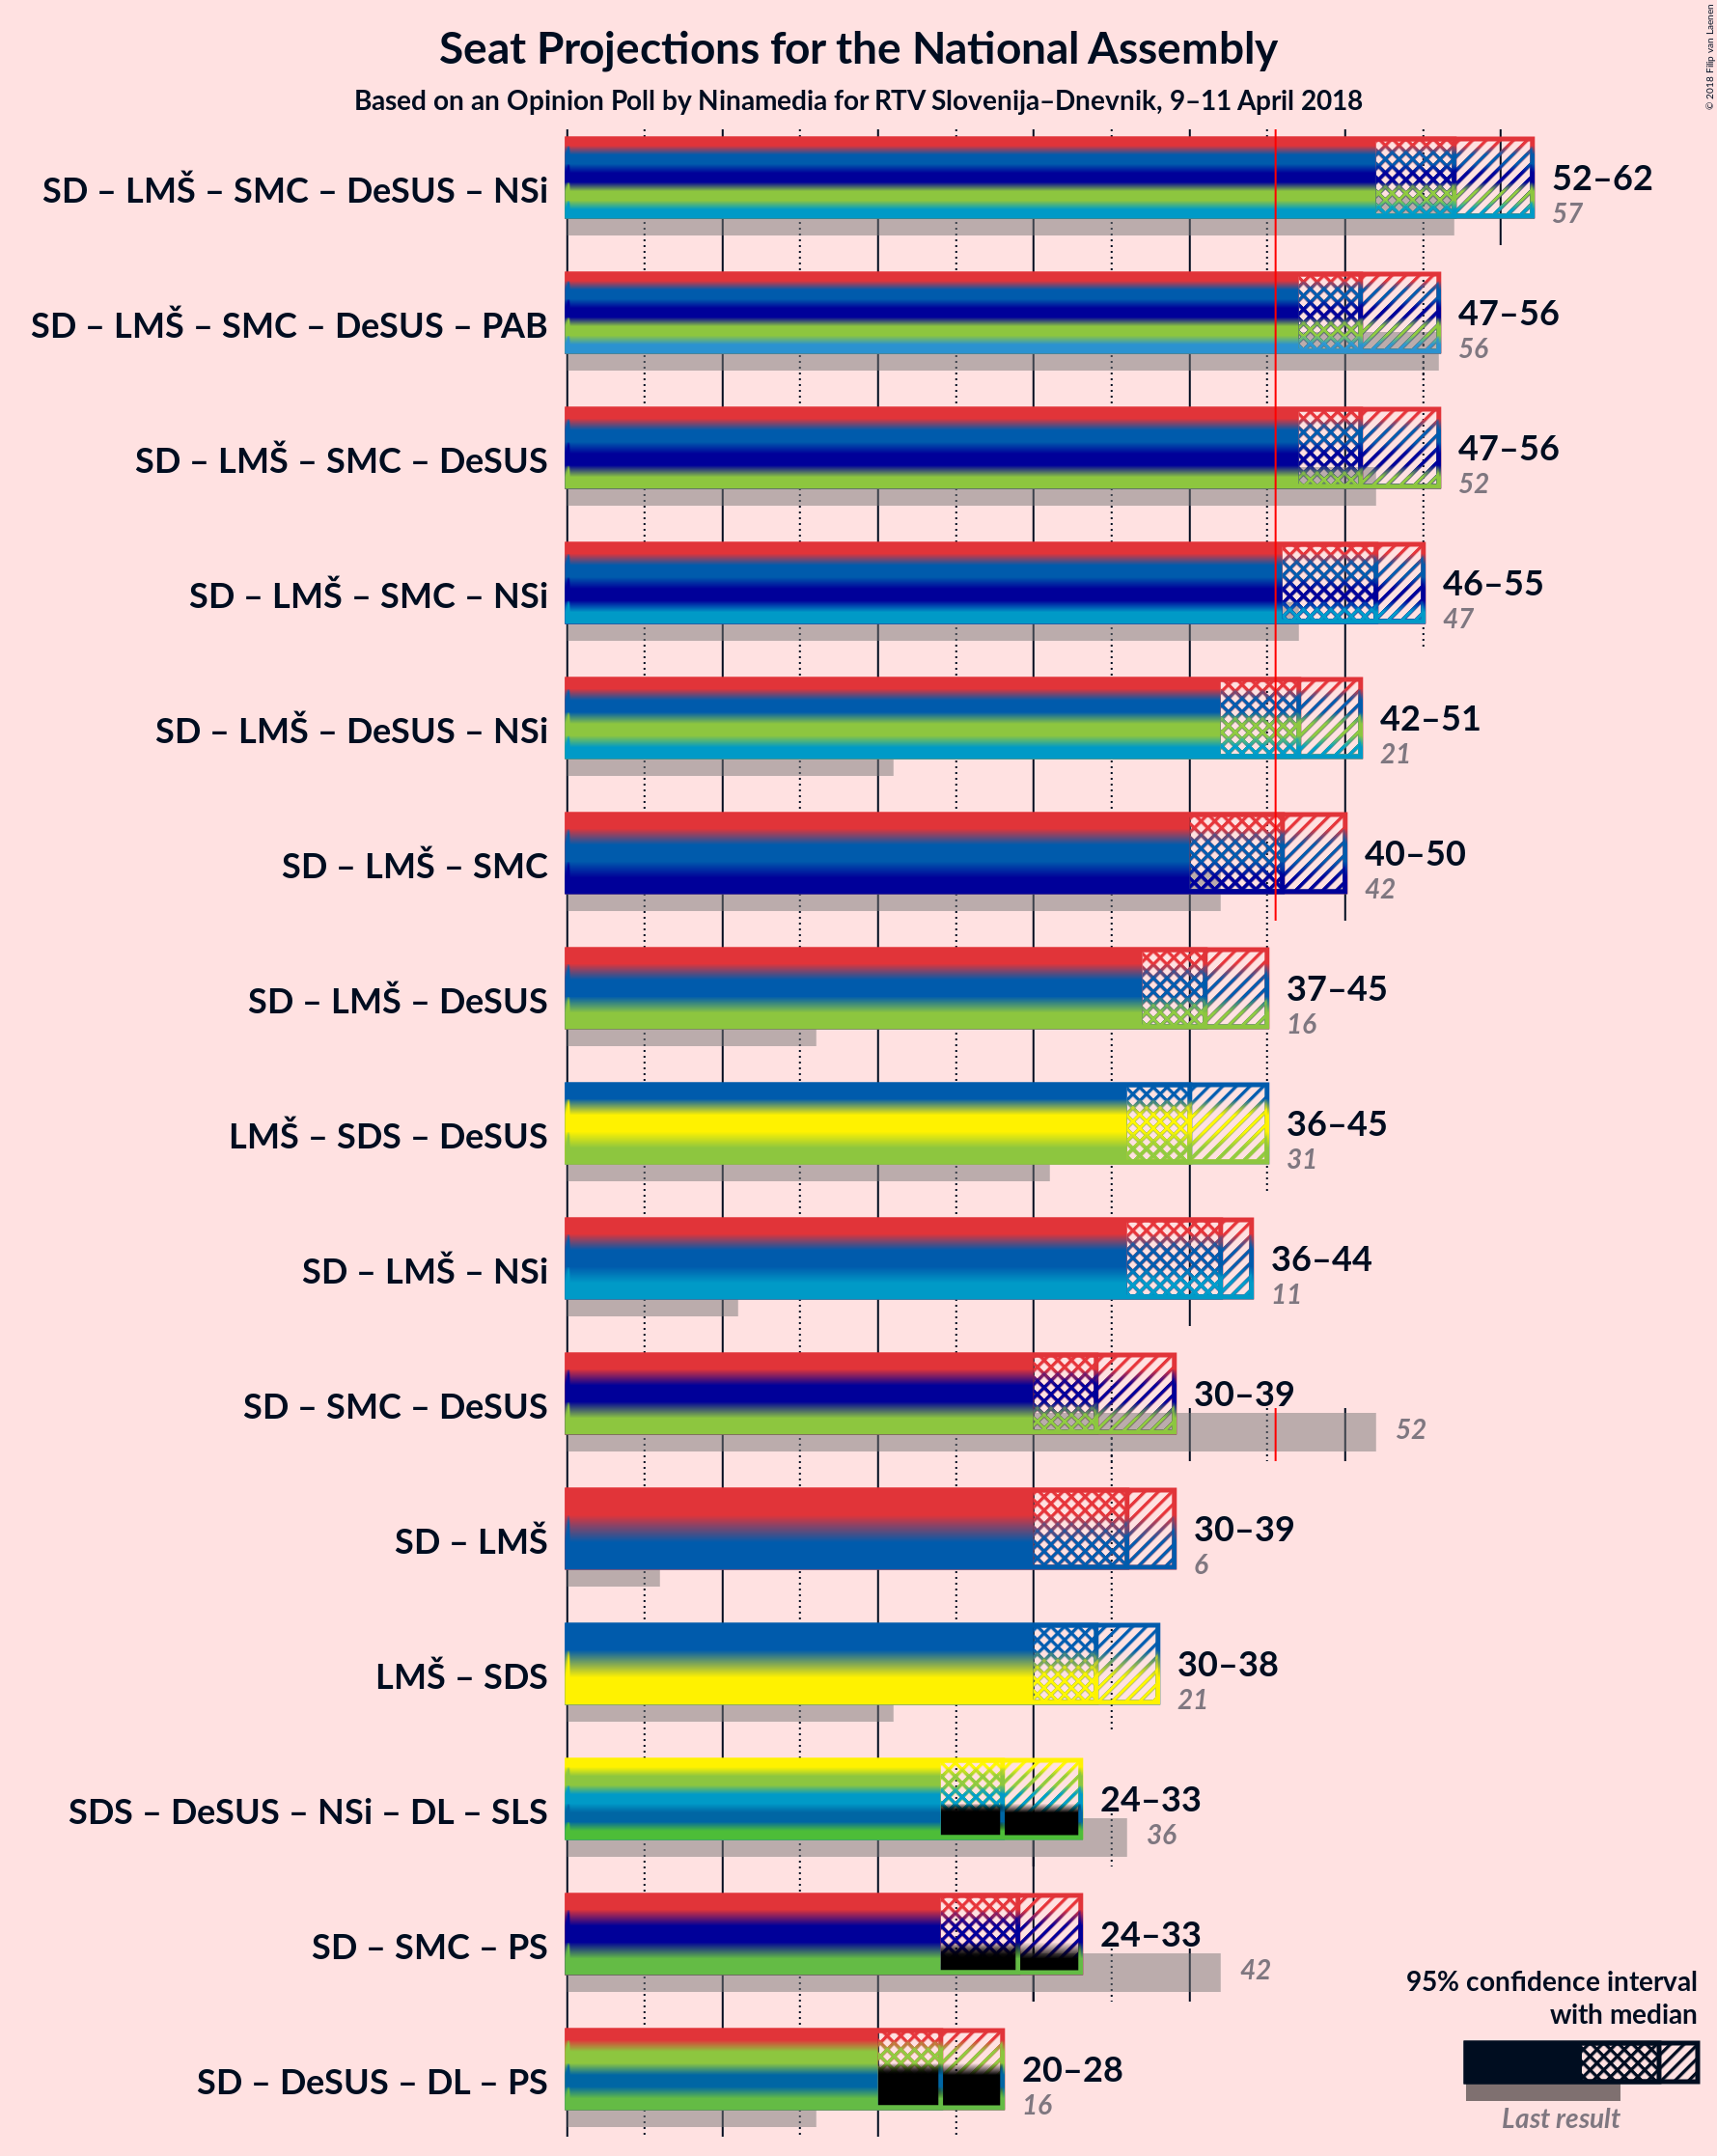 Seat Projections for the National Assembly
Based on an Opinion Poll by Ninamedia for RTV Slovenija–Dnevnik, 9–11 April 2018
© 2018 Filip van Laenen
SD – LMŠ – SMC – DeSUS – NSi
52–62
57
SD – LMŠ – SMC – DeSUS – PAB
47–56
56
SD – LMŠ – SMC – DeSUS
47–56
52
SD – LMŠ – SMC – NSi
46–55
47
SD – LMŠ – DeSUS – NSi
42–51
21
SD – LMŠ – SMC
40–50
42
SD – LMŠ – DeSUS
37–45
16
LMŠ – SDS – DeSUS
36–45
31
SD – LMŠ – NSi
36–44
11
SD – SMC – DeSUS
30–39
52
SD – LMŠ
30–39
6
LMŠ – SDS
30–38
21
SDS – DeSUS – NSi – DL – SLS
24–33
36
SD – SMC – PS
24–33
42
SD – DeSUS – DL – PS
20–28
16
95% confidence interval
with median
Last result